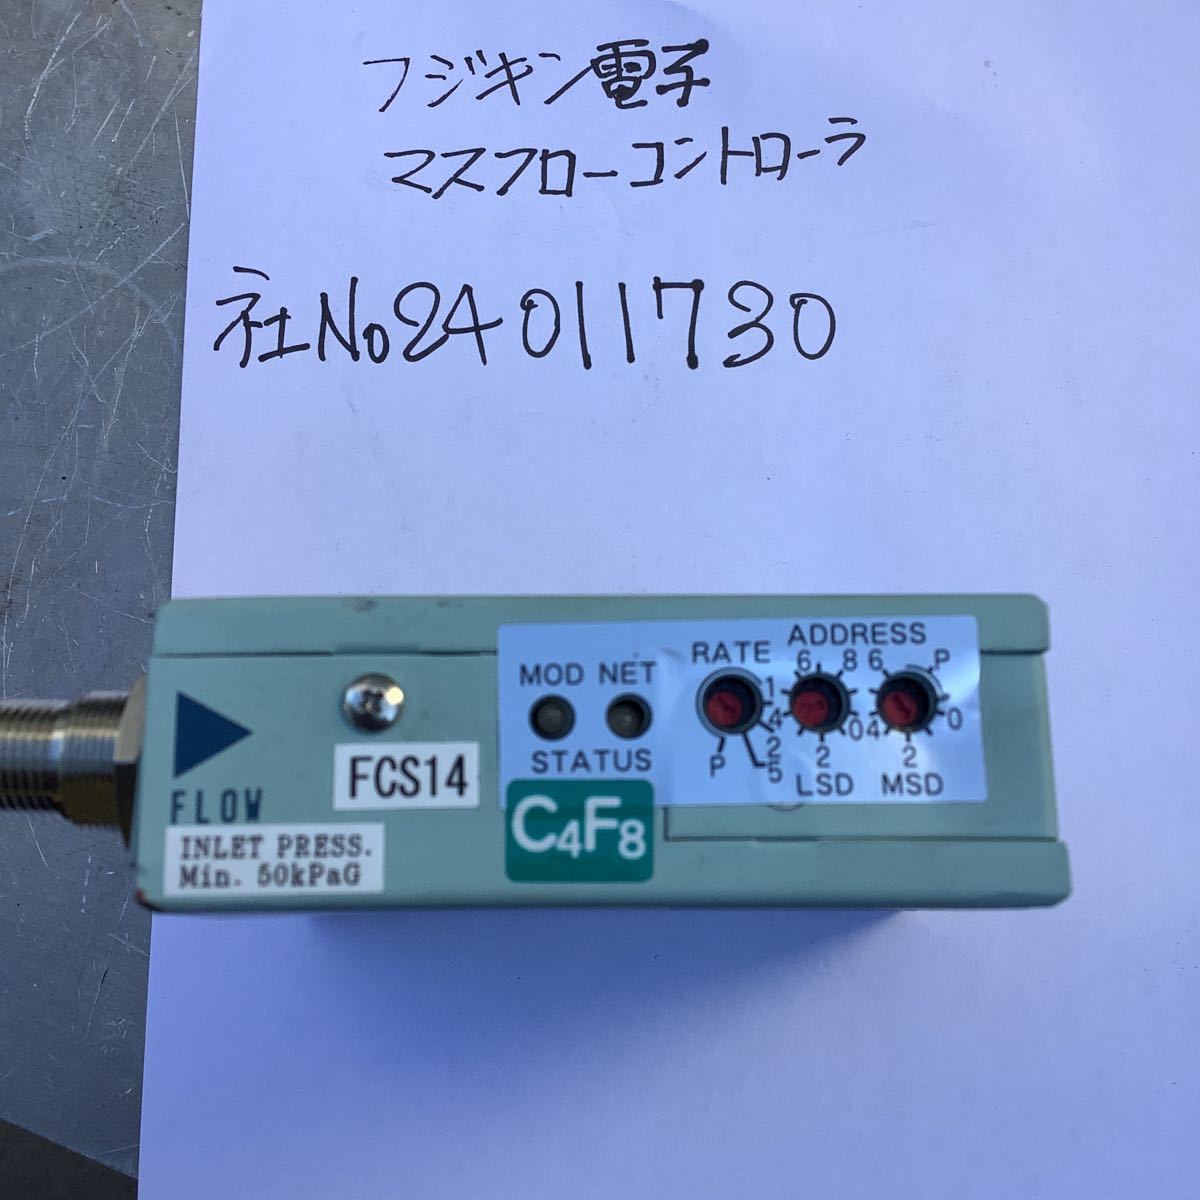 フジキン電子
マスフローコントローラ
社No24011730
FLOW
INLET PRESS.
Min. 50kPaG
FCS14
MOD NET
STATUS
C4F8
RATE
1
4
2
5
P
ADDRESS
6 8
0
2
LSD
6 P
0
4
2
MSD